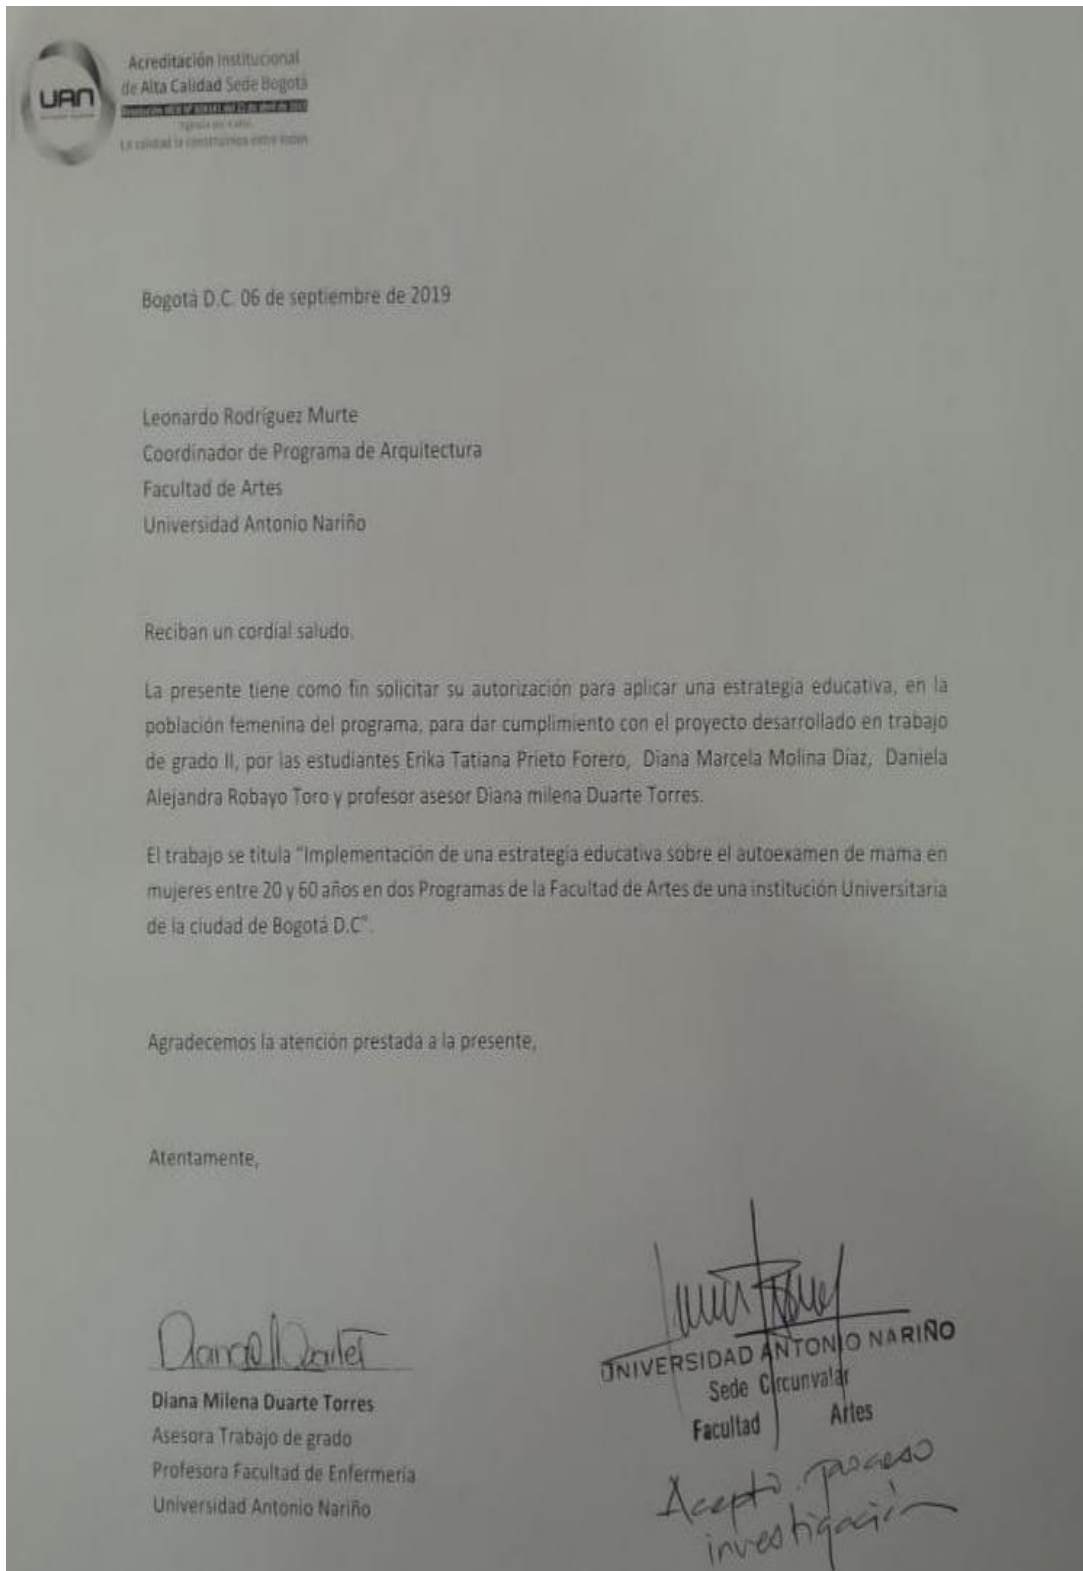 UAN
Acreditación Institucional
de Alta Calidad Sede Bogotá
La calidad la construimos entre todos
Bogotá D.C. 06 de septiembre de 2019
Leonardo Rodríguez Murte
Coordinador de Programa de Arquitectura
Facultad de Artes
Universidad Antonio Nariño
Reciban un cordial saludo,
La presente tiene como fin solicitar su autorización para aplicar una estrategia educativa, en la
población femenina del programa, para dar cumplimiento con el proyecto desarrollado en trabajo
de grado II, por las estudiantes Erika Tatiana Prieto Forero, Diana Marcela Molina Díaz, Daniela
Alejandra Robayo Toro y profesor asesor Diana milena Duarte Torres.
El trabajo se titula "Implementación de una estrategia educativa sobre el autoexamen de mama en
mujeres entre 20 y 60 años en dos Programas de la Facultad de Artes de una institución Universitaria
de la ciudad de Bogotá D.C".
Agradecemos la atención prestada a la presente,
Atentamente,
Diana Milena Duarte Torres
Asesora Trabajo de grado
Profesora Facultad de Enfermería
Universidad Antonio Nariño
UNIVERSIDAD ANTONIO NARIÑO
Sede Circunvalar
Facultad Artes
Acepto proceso
investigación